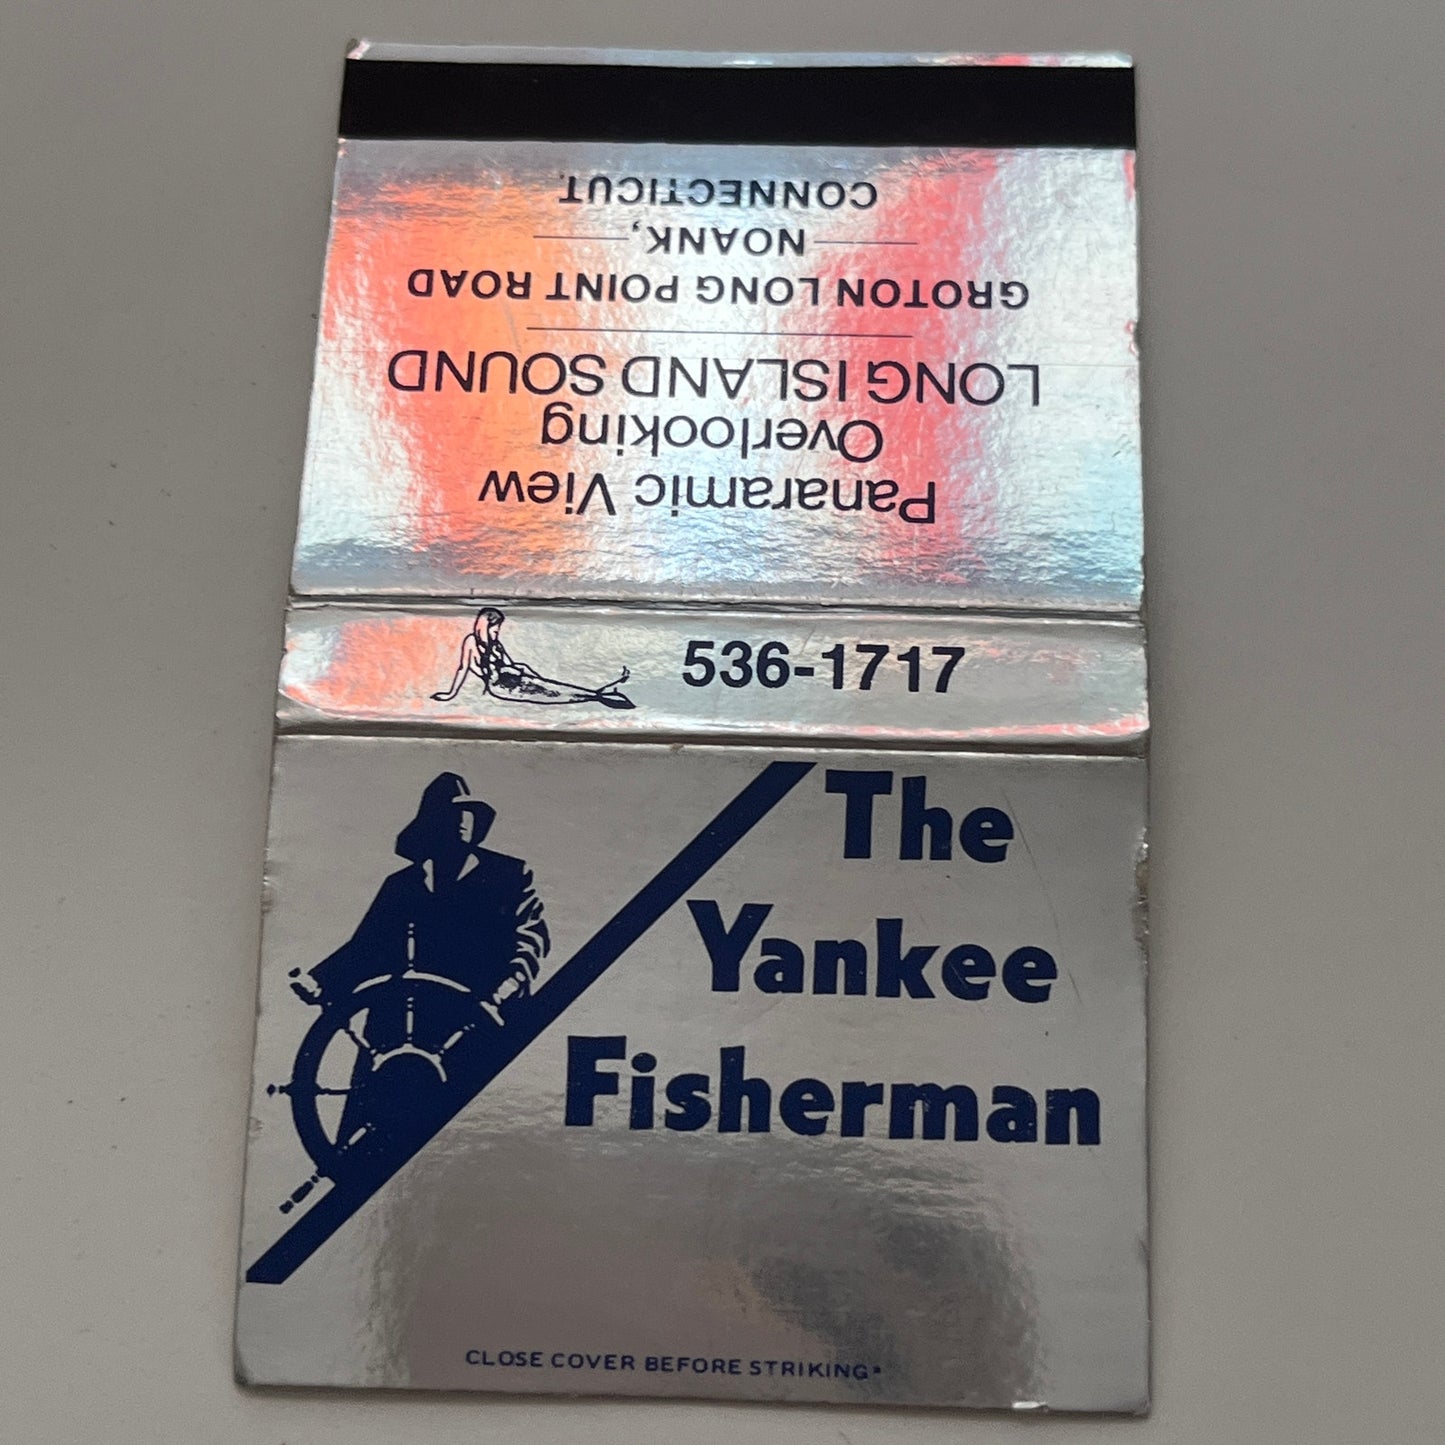 The
Yankee
Fisherman
CLOSE COVER BEFORE STRIKING
536-1717
Panaramic View
Overlooking
LONG ISLAND SOUND
GROTON LONG POINT ROAD
NOANK,
CONNECTICUT.